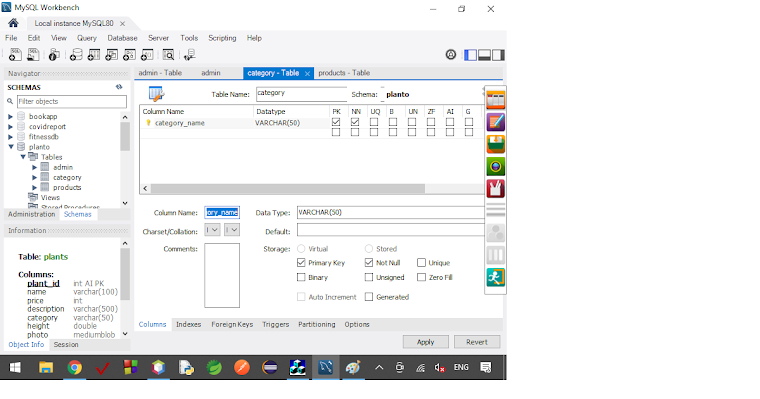 MySQL Workbench
Local instance MySQL80
File Edit View Query Database Server Tools Scripting Help
Navigator
SCHEMAS
Filter objects
bookapp
covidreport
fitnessdb
planto
Tables
admin
category
products
Views
Stored Procedures
Administration Schemas
Information
Table: plants
Columns:
plant_id int AI PK
name varchar(100)
price int
description varchar(500)
category varchar(50)
height double
photo mediumblob
Object Info Session
admin - Table admin category - Table products - Table
Table Name: category Schema: planto
Column Name Datatype PK NN UQ B UN ZF AI G
category_name VARCHAR(50)
Column Name: ory_name Data Type: VARCHAR(50)
Charset/Collation: Default:
Comments: Storage: Virtual Stored
Primary Key Not Null Unique
Binary Unsigned Zero Fill
Auto Increment Generated
Columns Indexes Foreign Keys Triggers Partitioning Options
Apply Revert
ENG